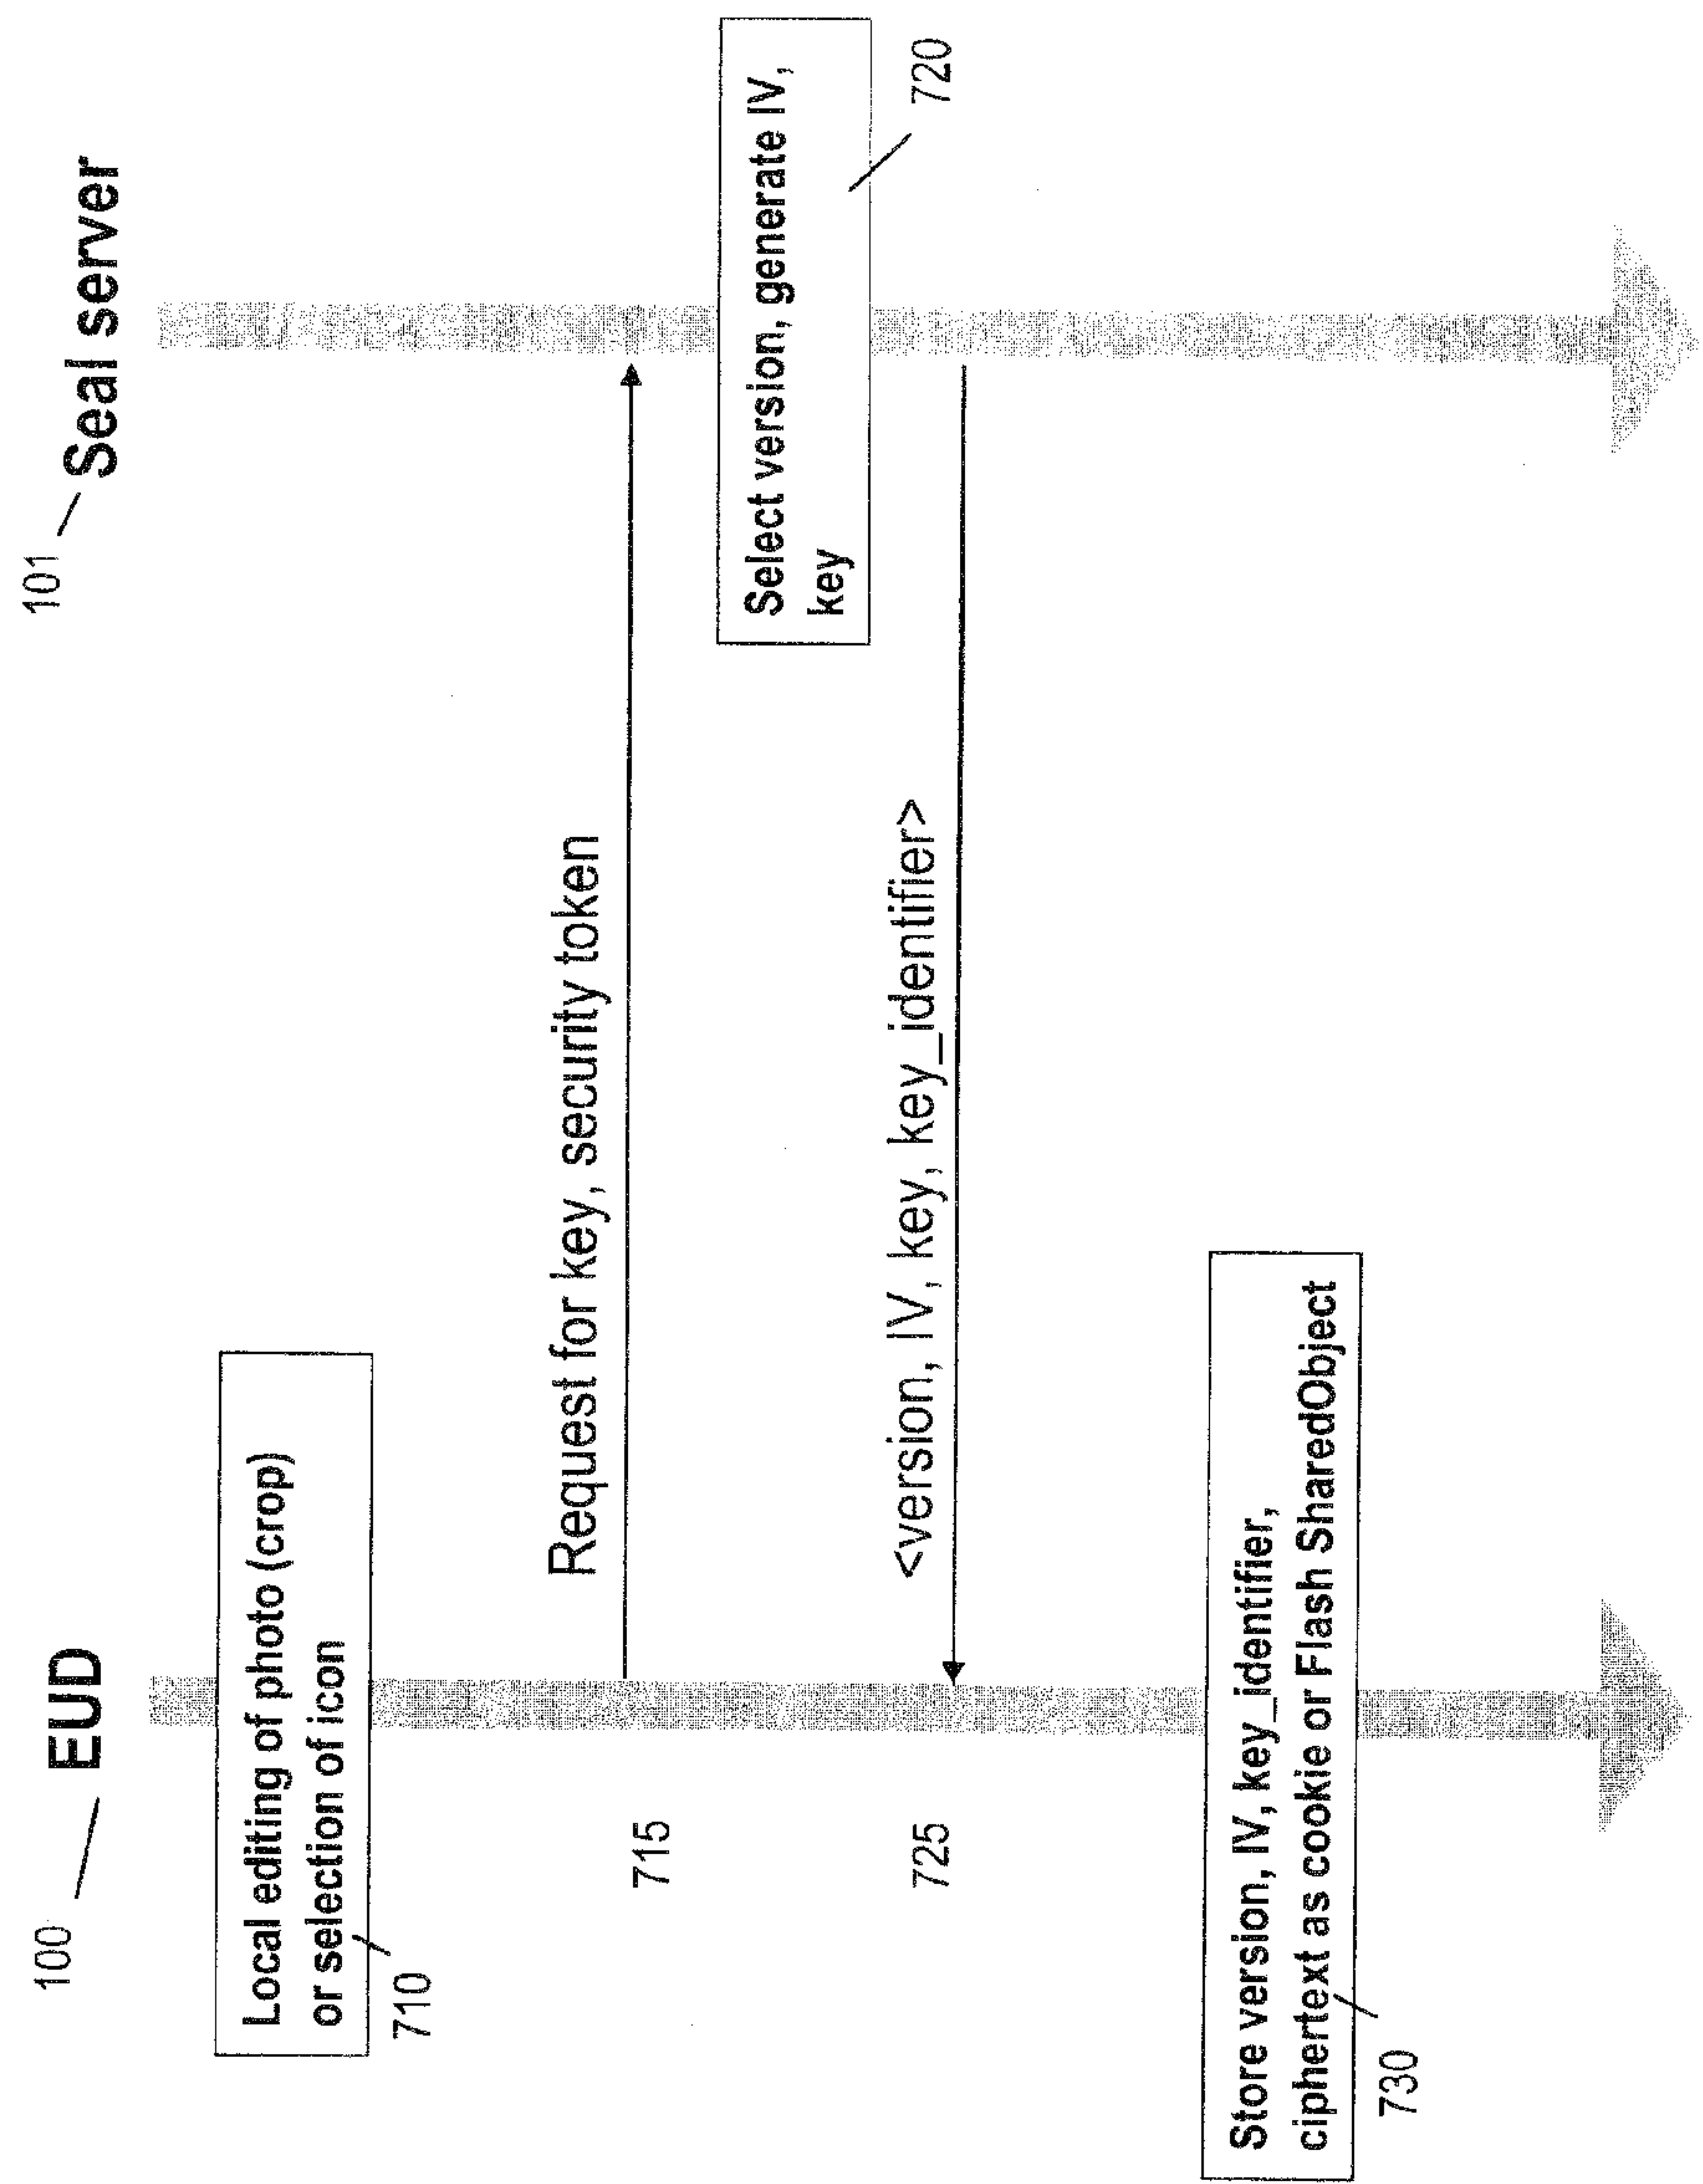 100
EUD
101
Seal server
Local editing of photo (crop)
or selection of icon
710
715
Request for key, security token
Select version, generate IV,
key
720
725
<version, IV, key, key_identifier>
Store version, IV, key_identifier,
ciphertext as cookie or Flash SharedObject
730